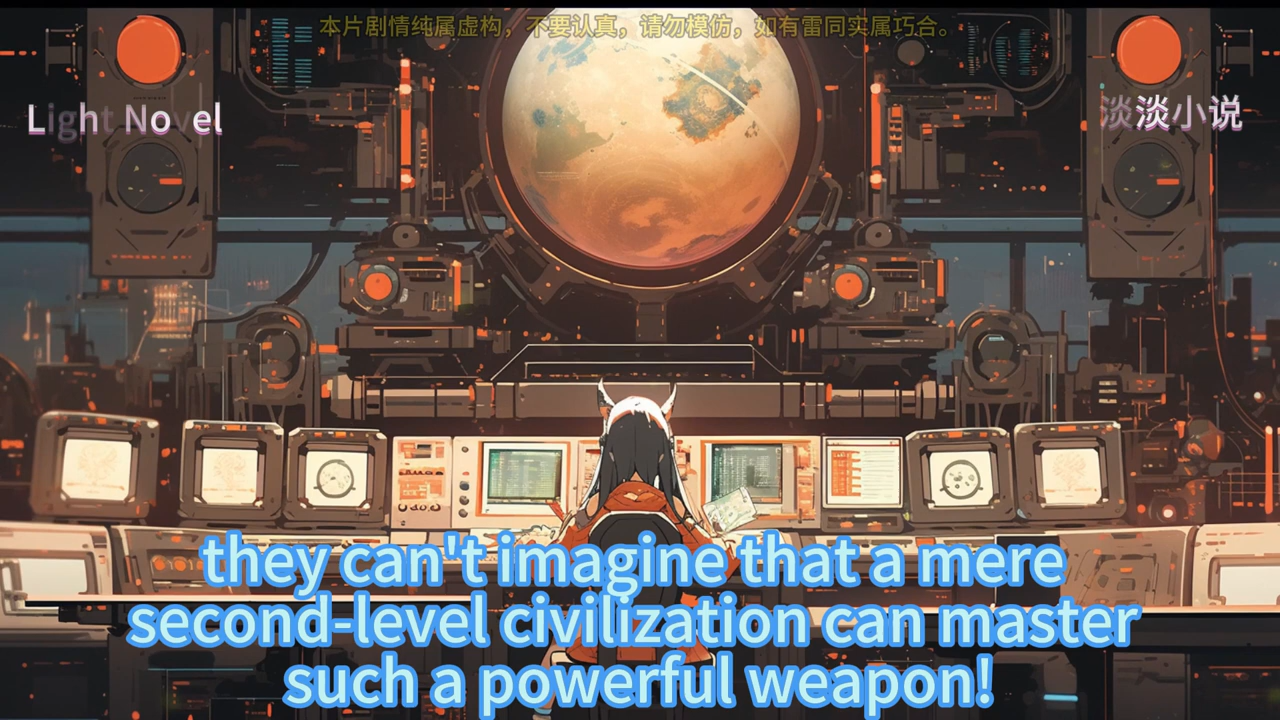 本片剧情纯属虚构，不要认真，请勿模仿，如有雷同实属巧合。
Light Novel
淡淡小说
they can't imagine that a mere
second-level civilization can master
such a powerful weapon!